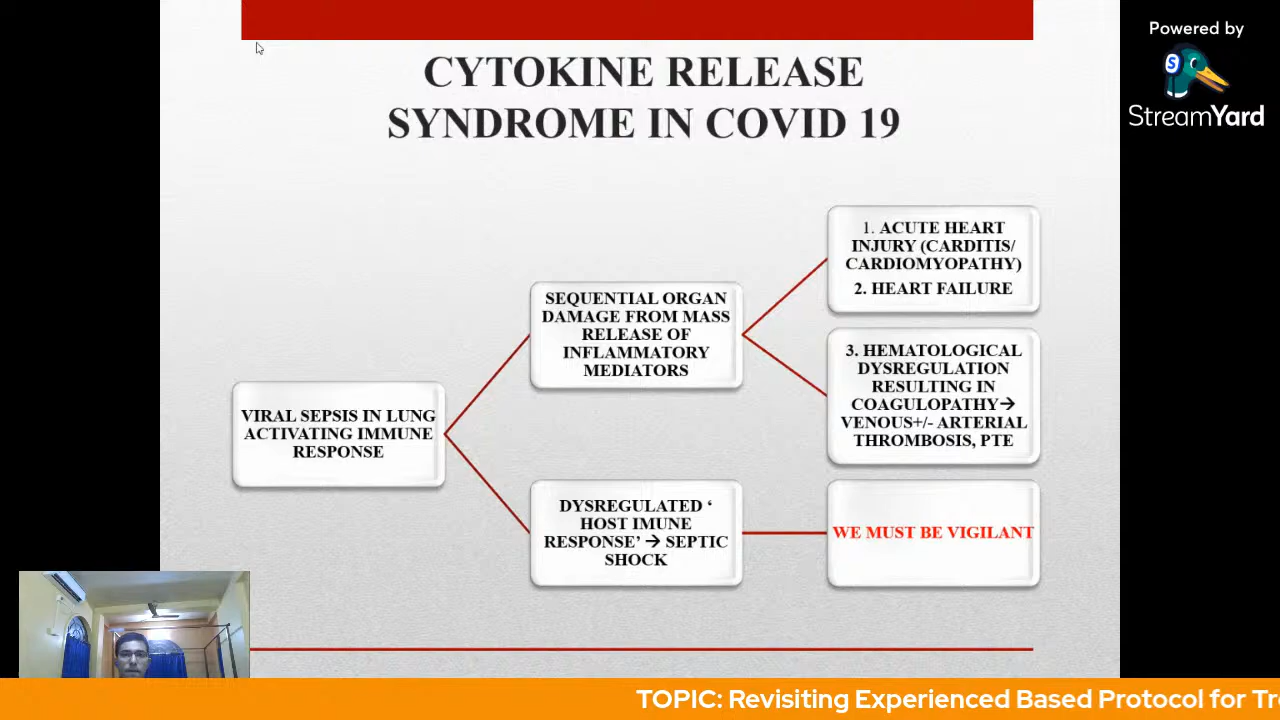 CYTOKINE RELEASE
SYNDROME IN COVID 19
VIRAL SEPSIS IN LUNG
ACTIVATING IMMUNE
RESPONSE
SEQUENTIAL ORGAN
DAMAGE FROM MASS
RELEASE OF
INFLAMMATORY
MEDIATORS
1. ACUTE HEART
INJURY (CARDITIS/
CARDIOMYOPATHY)
2. HEART FAILURE
3. HEMATOLOGICAL
DYSREGULATION
RESULTING IN
COAGULOPATHY→
VENOUS+/- ARTERIAL
THROMBOSIS, PTE
DYSREGULATED ‘
HOST IMUNE
RESPONSE’ → SEPTIC
SHOCK
WE MUST BE VIGILANT
Powered by
S
StreamYard
TOPIC: Revisiting Experienced Based Protocol for Tr